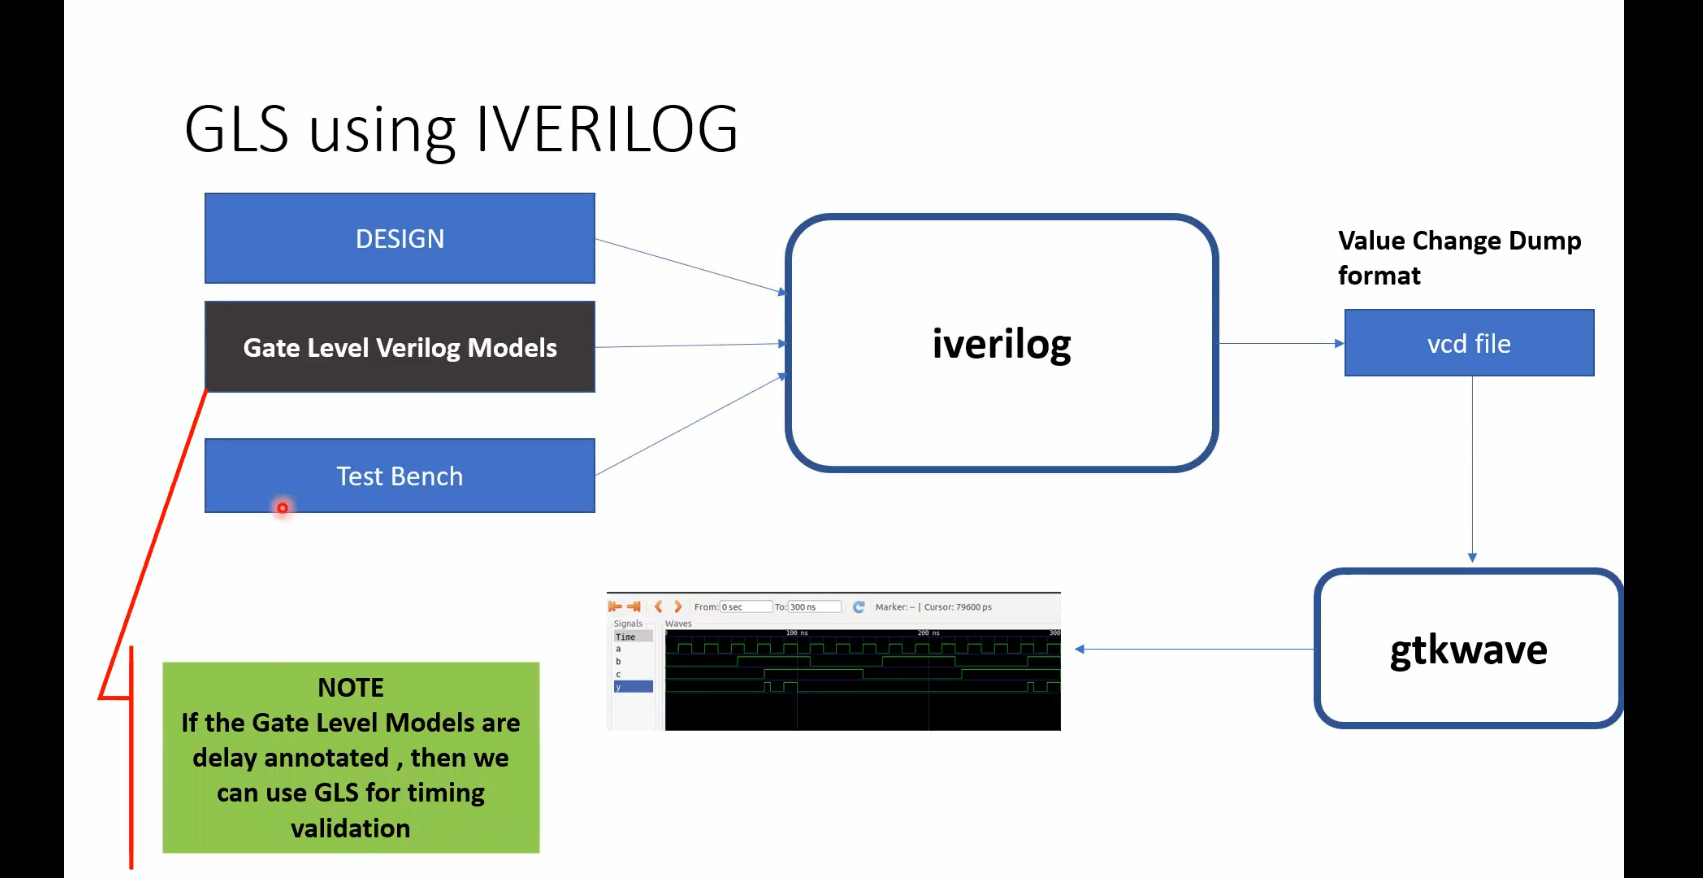 GLS using IVERILOG
DESIGN
Gate Level Verilog Models
Test Bench
iverilog
Value Change Dump
format
vcd file
gtkwave
From: 0 sec To: 300 ns Marker: -- | Cursor: 79600 ps
Signals
Waves
Time
100 ns 200 ns 300
a
b
c
y
NOTE
If the Gate Level Models are
delay annotated , then we
can use GLS for timing
validation